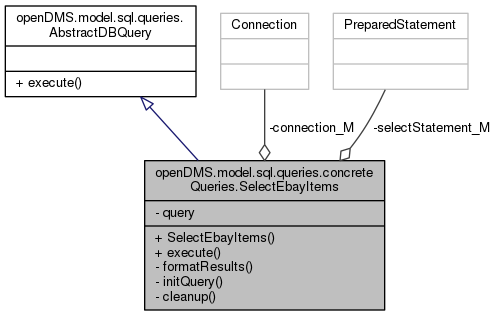 openDMS.model.sql.queries.
AbstractDBQuery
+ execute()
Connection
PreparedStatement
-connection_M
-selectStatement_M
openDMS.model.sql.queries.concrete
Queries.SelectEbayItems
- query
+ SelectEbayItems()
+ execute()
- formatResults()
- initQuery()
- cleanup()